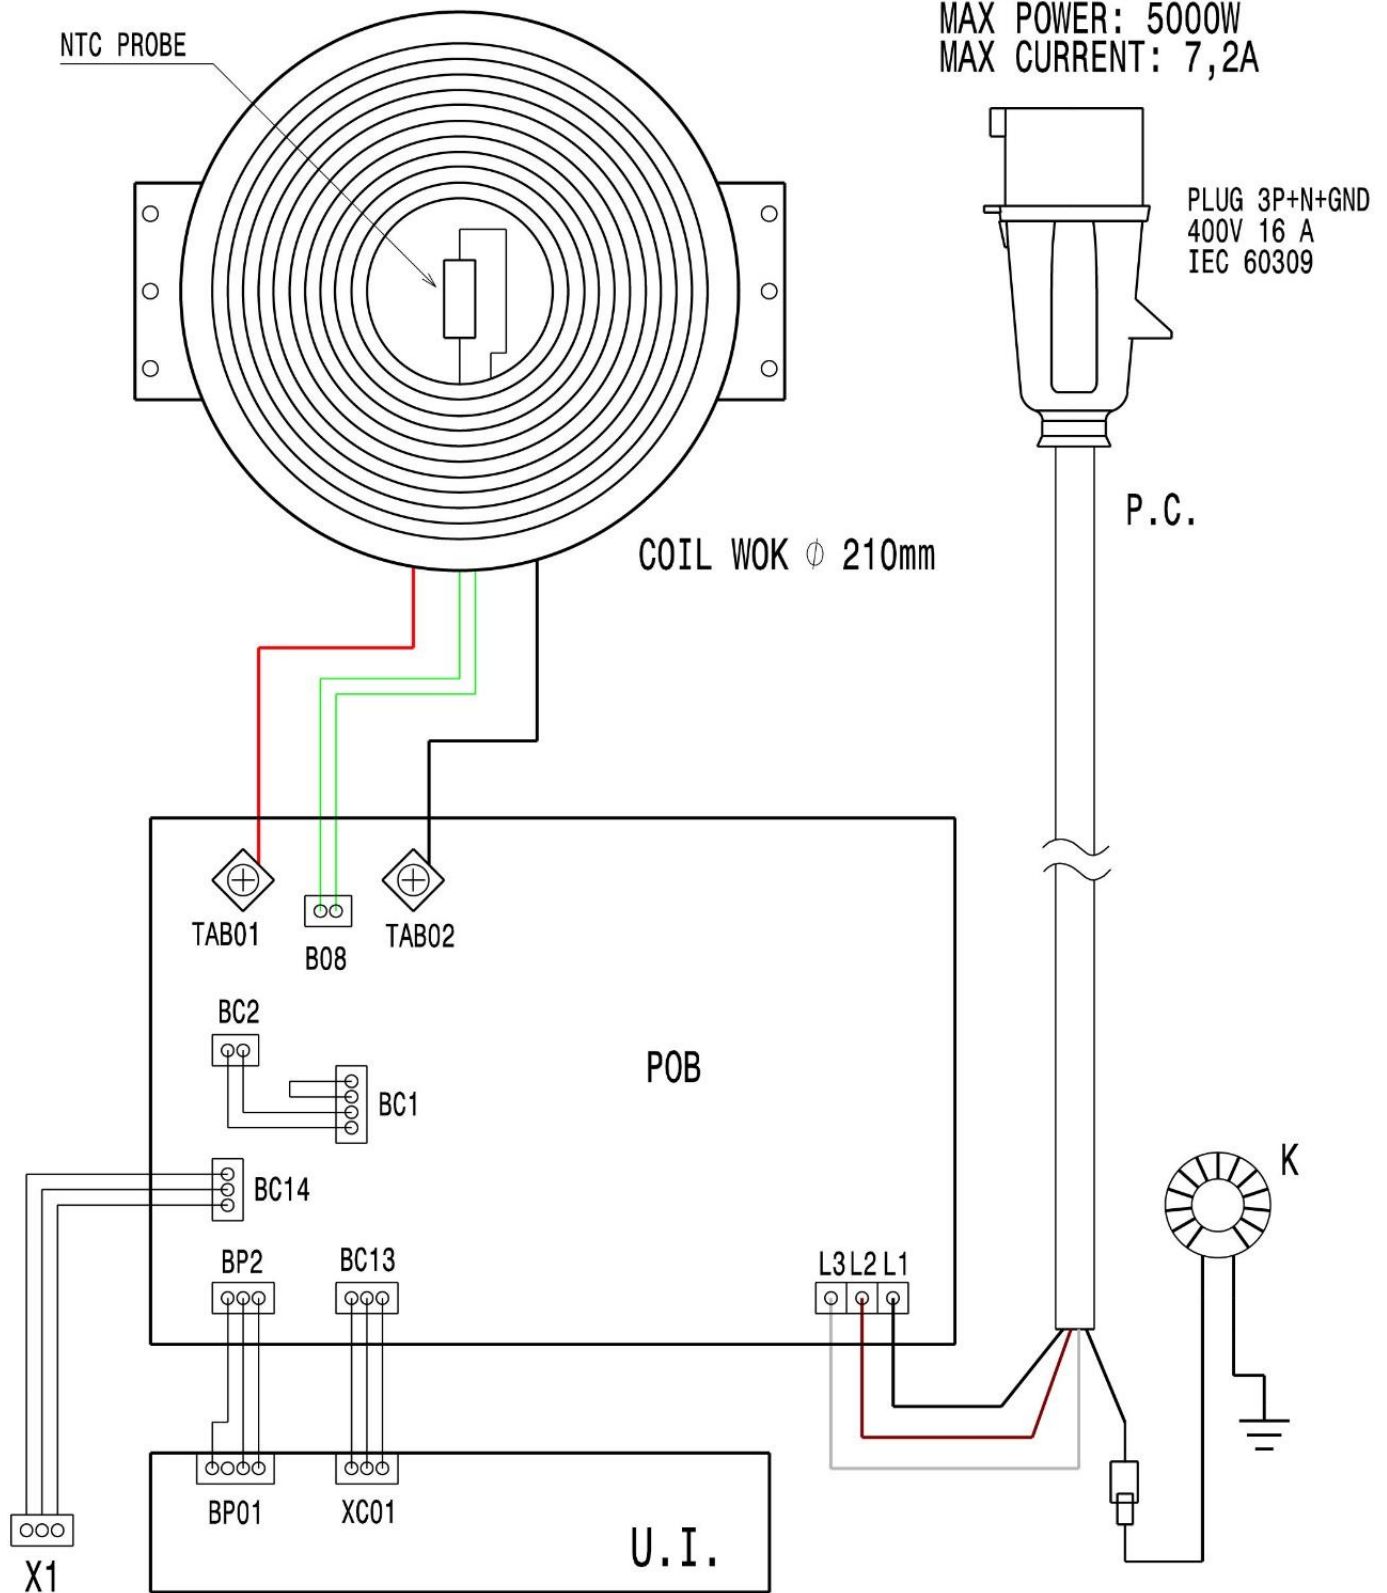 NTC PROBE
MAX POWER: 5000W
MAX CURRENT: 7,2A
PLUG 3P+N+GND
400V 16 A
IEC 60309
P.C.
COIL WOK ϕ 210mm
TAB01
B08
TAB02
BC2
BC1
POB
BC14
K
BP2
BC13
L3 L2 L1
BP01
XC01
U.I.
X1